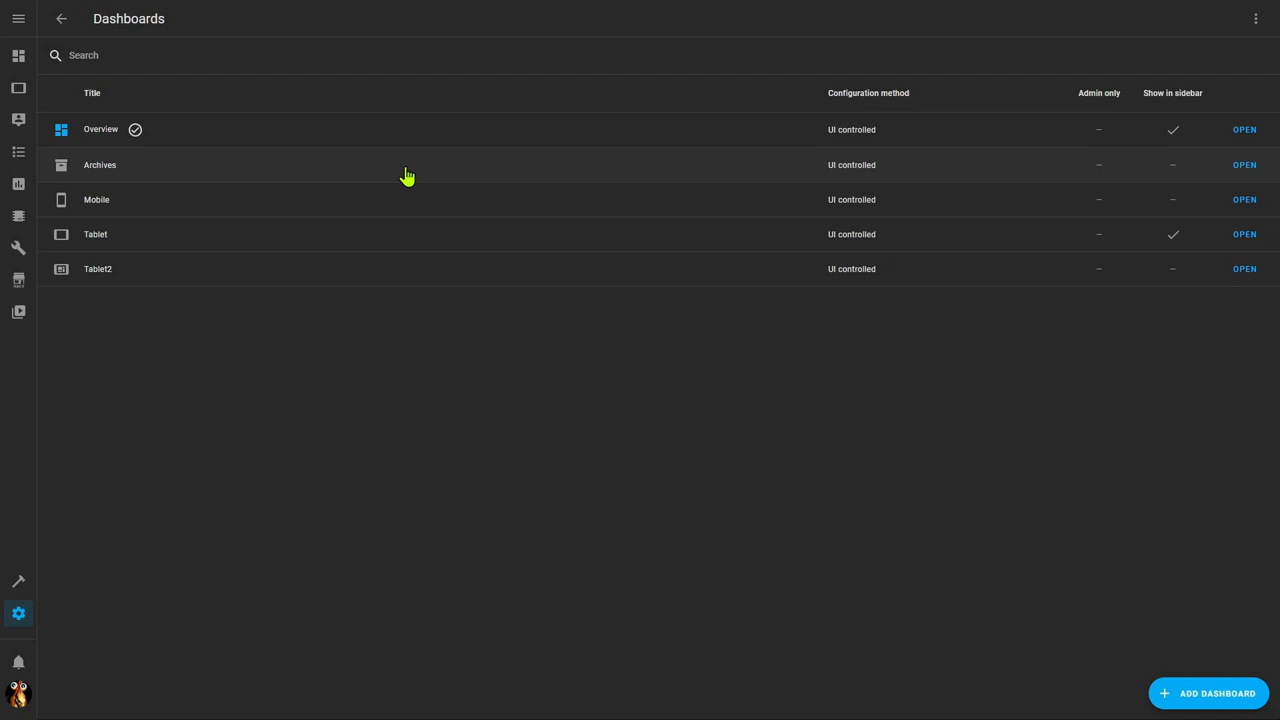 Dashboards
Search
Title Configuration method Admin only Show in sidebar
Overview UI controlled – OPEN
Archives UI controlled – – OPEN
Mobile UI controlled – – OPEN
Tablet UI controlled – OPEN
Tablet2 UI controlled – – OPEN
ADD DASHBOARD